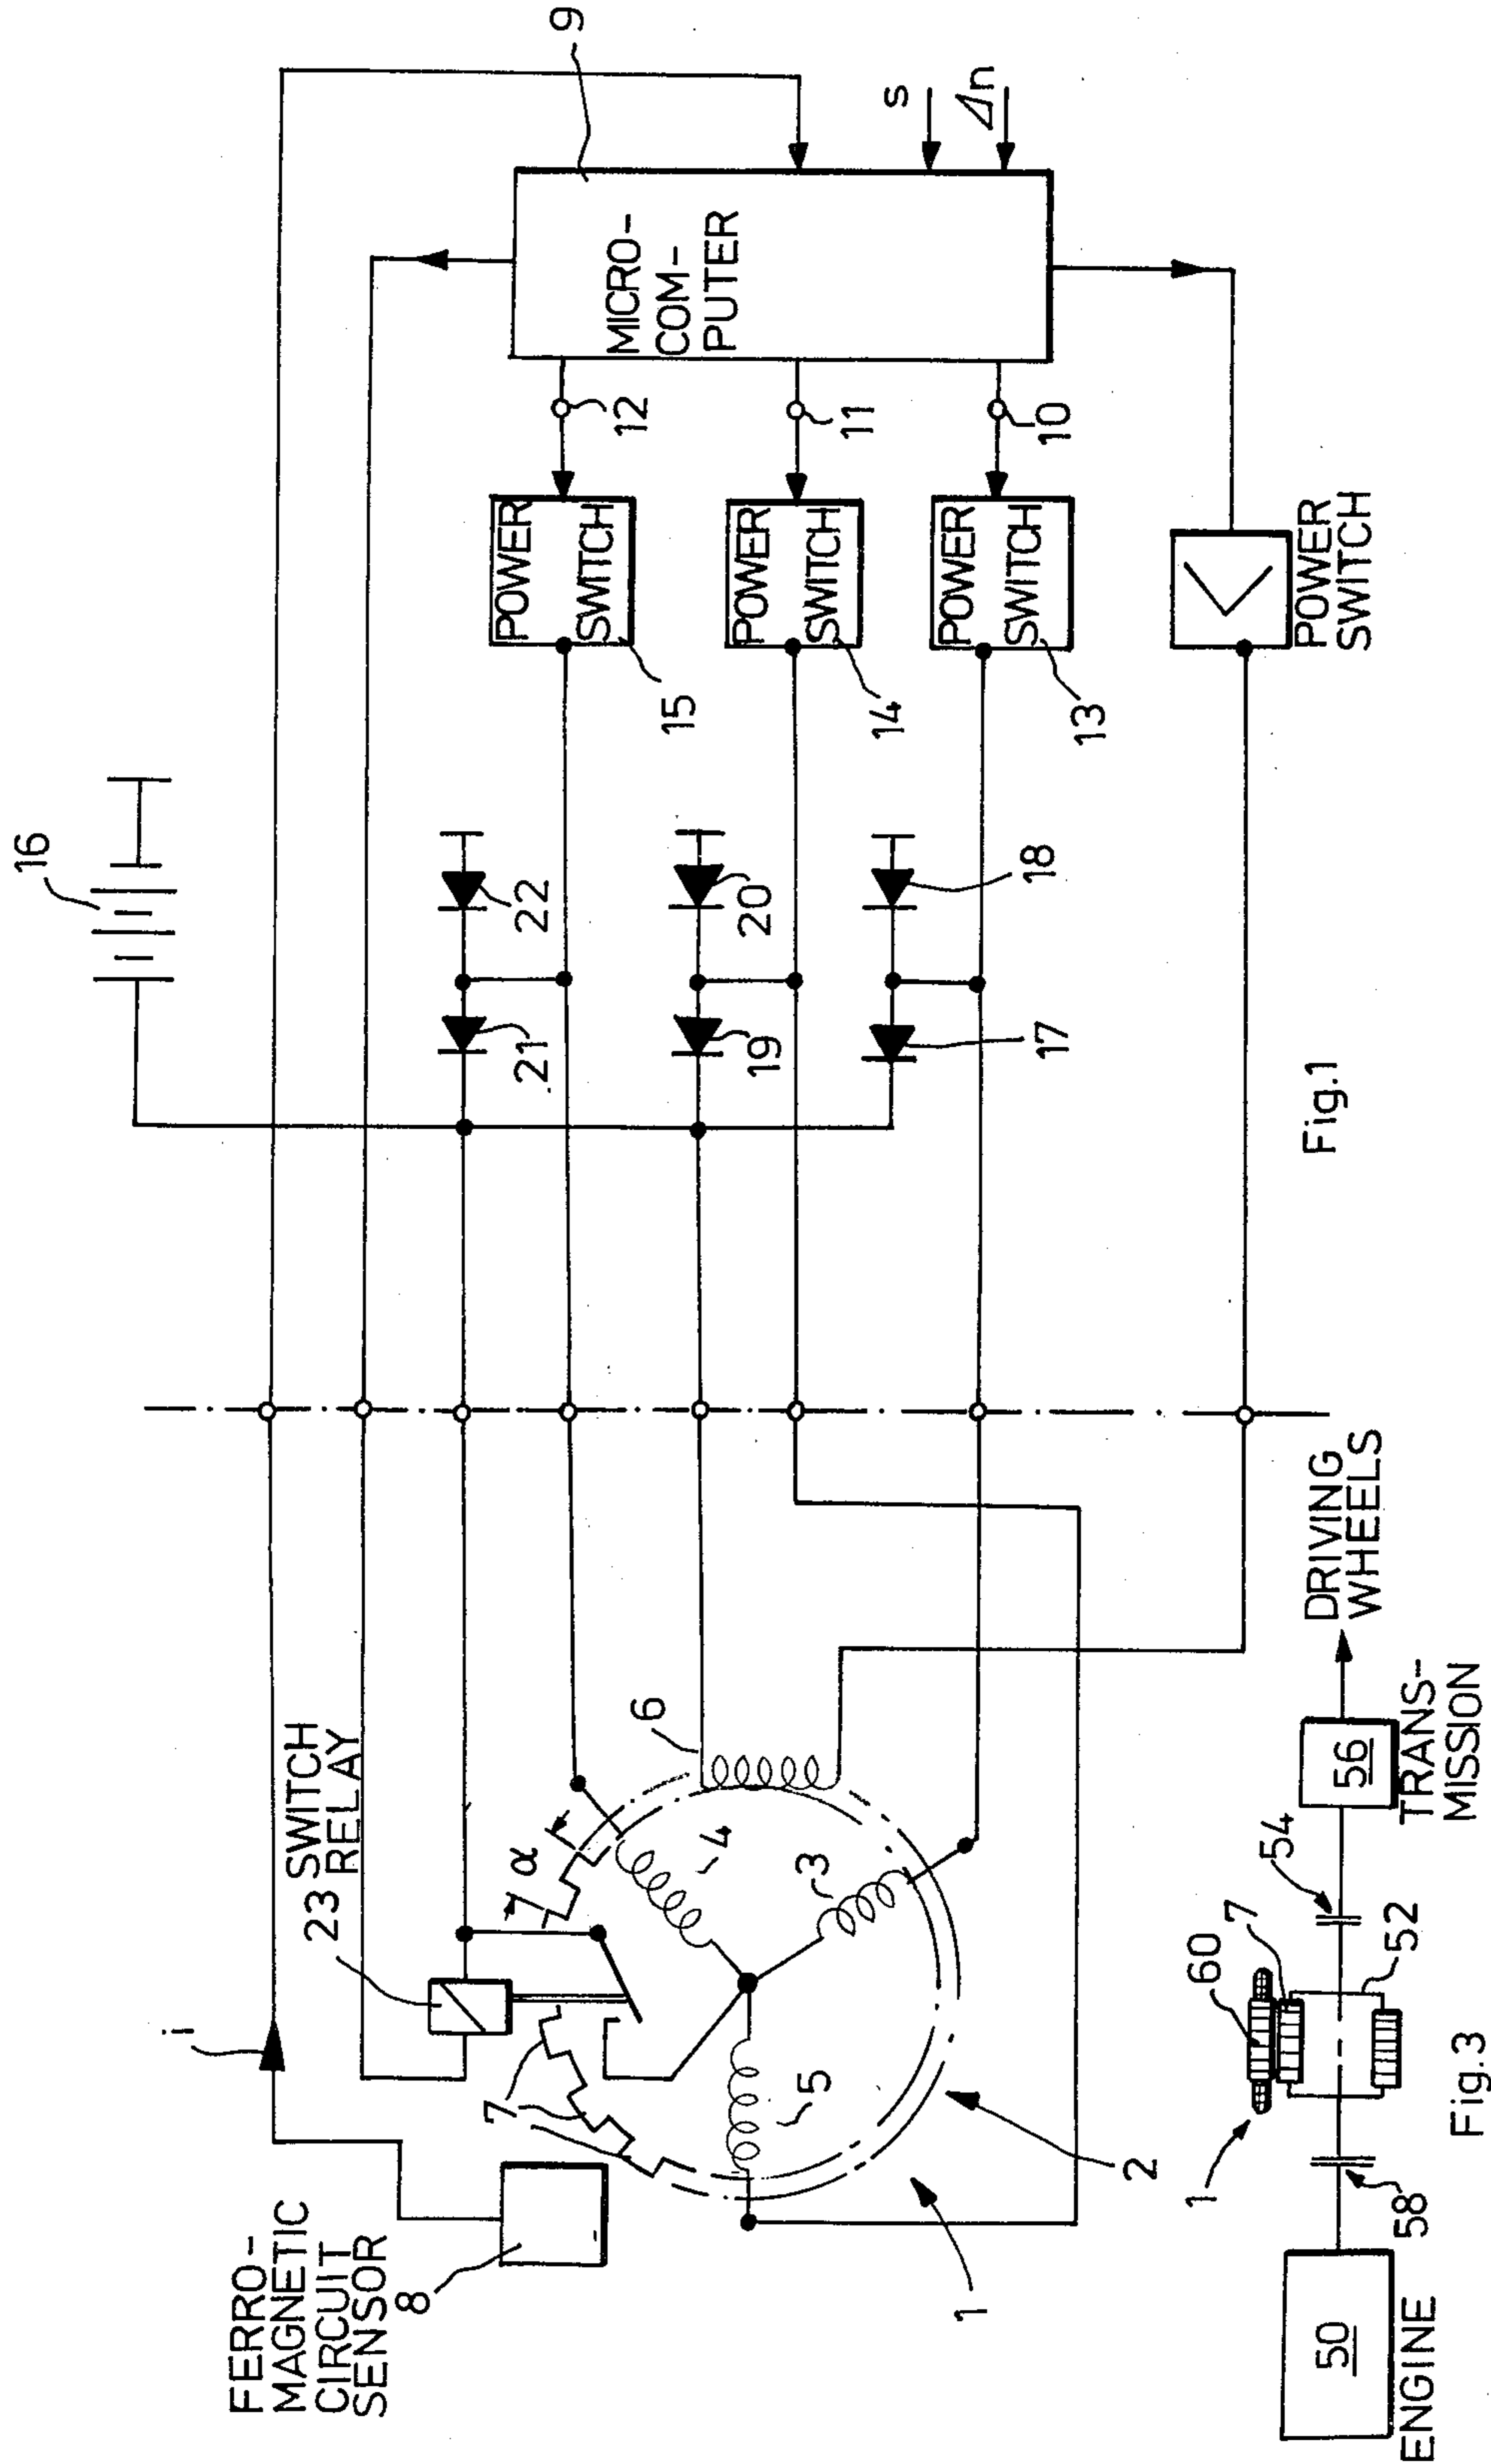 16
9
i
23 SWITCH
RELAY
FERRO-
MAGNETIC
CIRCUIT
SENSOR
8
7
α
4
6
3
5
2
1
21
22
19
20
17
18
POWER
SWITCH
15
POWER
SWITCH
14
POWER
SWITCH
13
12
11
10
MICRO-
COM-
PUTER
s
Δn
POWER
SWITCH
Fig.1
ENGINE
50
58
1
60
7
52
54
56
TRANS-
MISSION
DRIVING
WHEELS
Fig.3